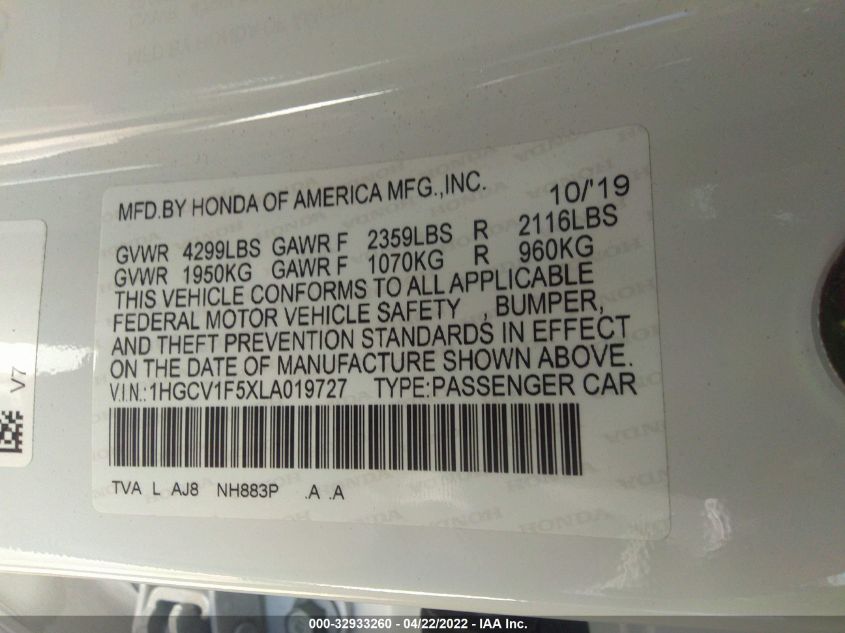 MFD.BY HONDA OF AMERICA MFG.,INC. 10/'19
GVWR 4299LBS GAWR F 2359LBS R 2116LBS
GVWR 1950KG GAWR F 1070KG R 960KG
THIS VEHICLE CONFORMS TO ALL APPLICABLE
FEDERAL MOTOR VEHICLE SAFETY , BUMPER,
AND THEFT PREVENTION STANDARDS IN EFFECT
ON THE DATE OF MANUFACTURE SHOWN ABOVE.
V.I.N.:1HGCV1F5XLA019727 TYPE:PASSENGER CAR
TVA L AJ8 NH883P .A .A
V7
000-32933260 - 04/22/2022 - IAA Inc.